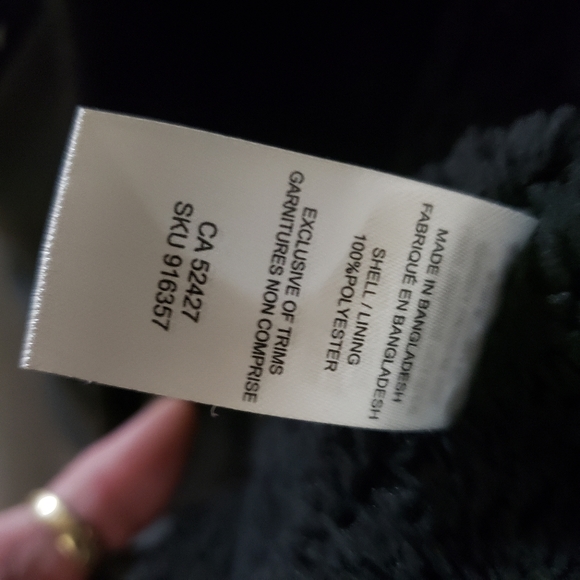 MADE IN BANGLADESH
FABRIQUÉ EN BANGLADESH
SHELL / LINING
100%POLYESTER
EXCLUSIVE OF TRIMS
GARNITURES NON COMPRISE
CA 52427
SKU 916357